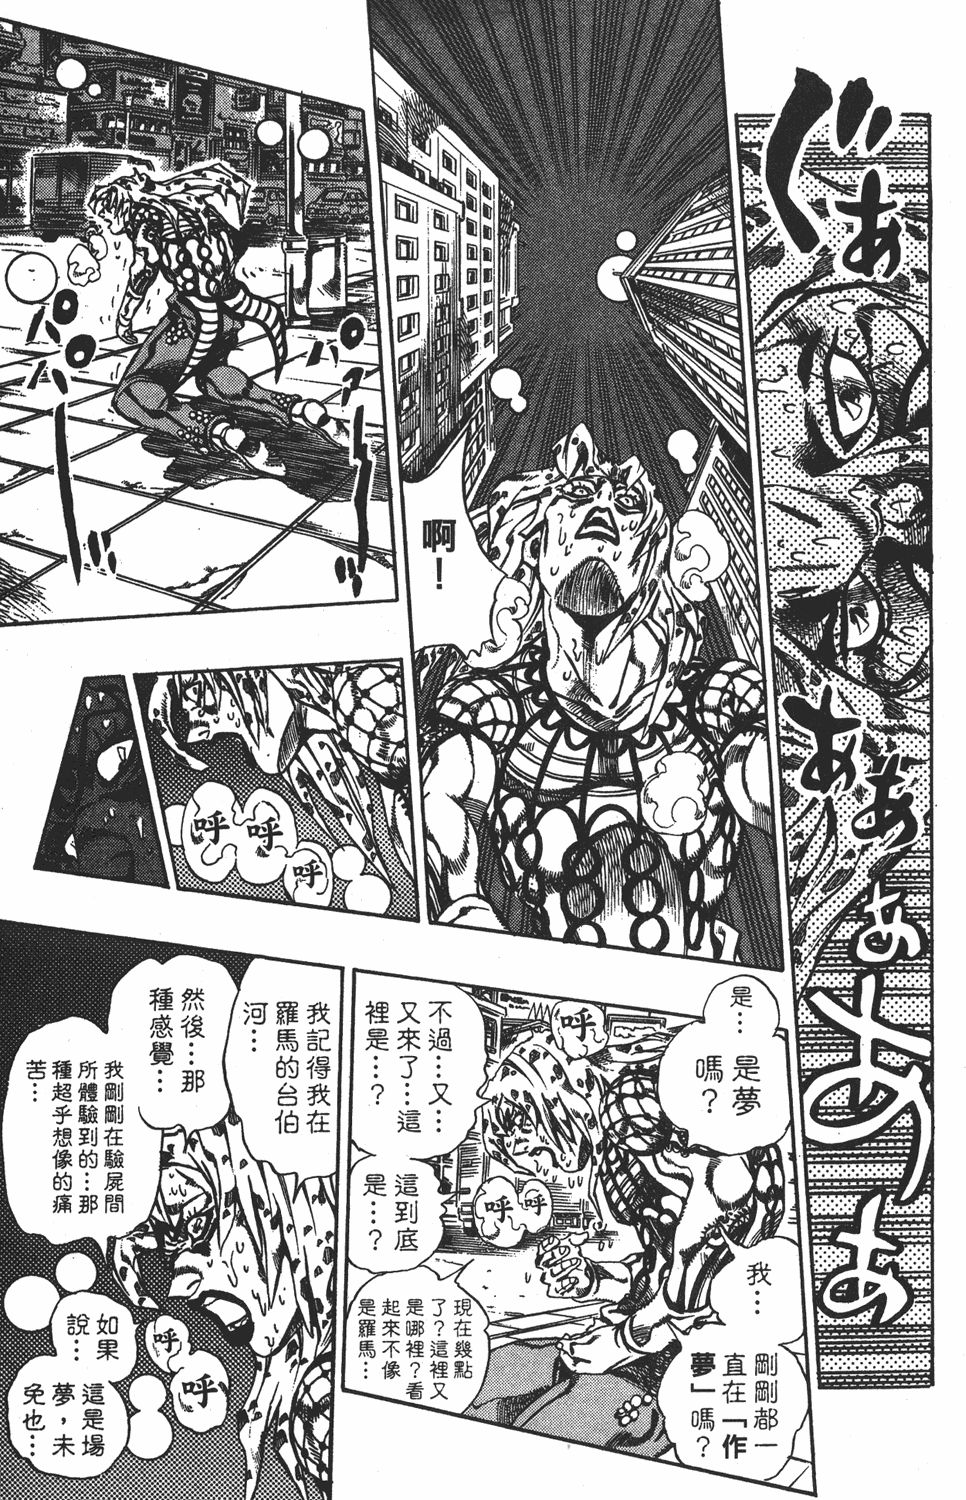 ぐああ
ああああああ
啊！
パパ
パパ
呼
呼
呼
是…
是夢
嗎？
呼
我…
剛剛都一
直在「作
夢」嗎？
不過…又…
又來了…這
裡是…？
這到底
是…？
呼
呼
現在幾點
了？這裡又
是哪裡？看
起來不像
是羅馬…
我記得我在
羅馬的台伯
河…
然後…那
種感覺…
我剛剛在驗屍間
所體驗到的…那
種超乎想像的痛
苦…
呼
呼
如果
說…
這是場
夢，未
免也…